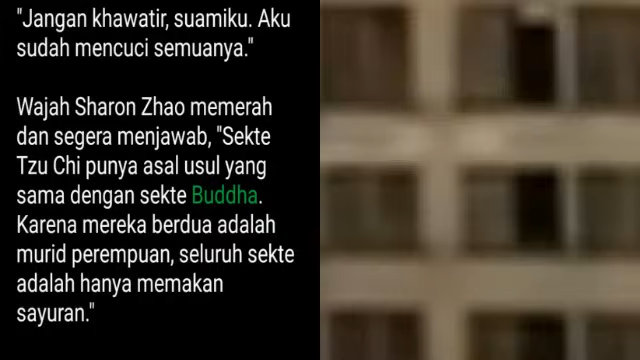 "Jangan khawatir, suamiku. Aku
sudah mencuci semuanya."
Wajah Sharon Zhao memerah
dan segera menjawab, "Sekte
Tzu Chi punya asal usul yang
sama dengan sekte Buddha.
Karena mereka berdua adalah
murid perempuan, seluruh sekte
adalah hanya memakan
sayuran."